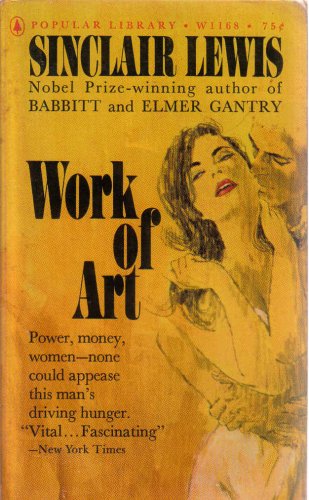 POPULAR LIBRARY • W1168 • 75¢
SINCLAIR LEWIS
Nobel Prize-winning author of
BABBITT and ELMER GANTRY
Work
of
Art
Power, money,
women—none
could appease
this man's
driving hunger.
"Vital...Fascinating"
—New York Times